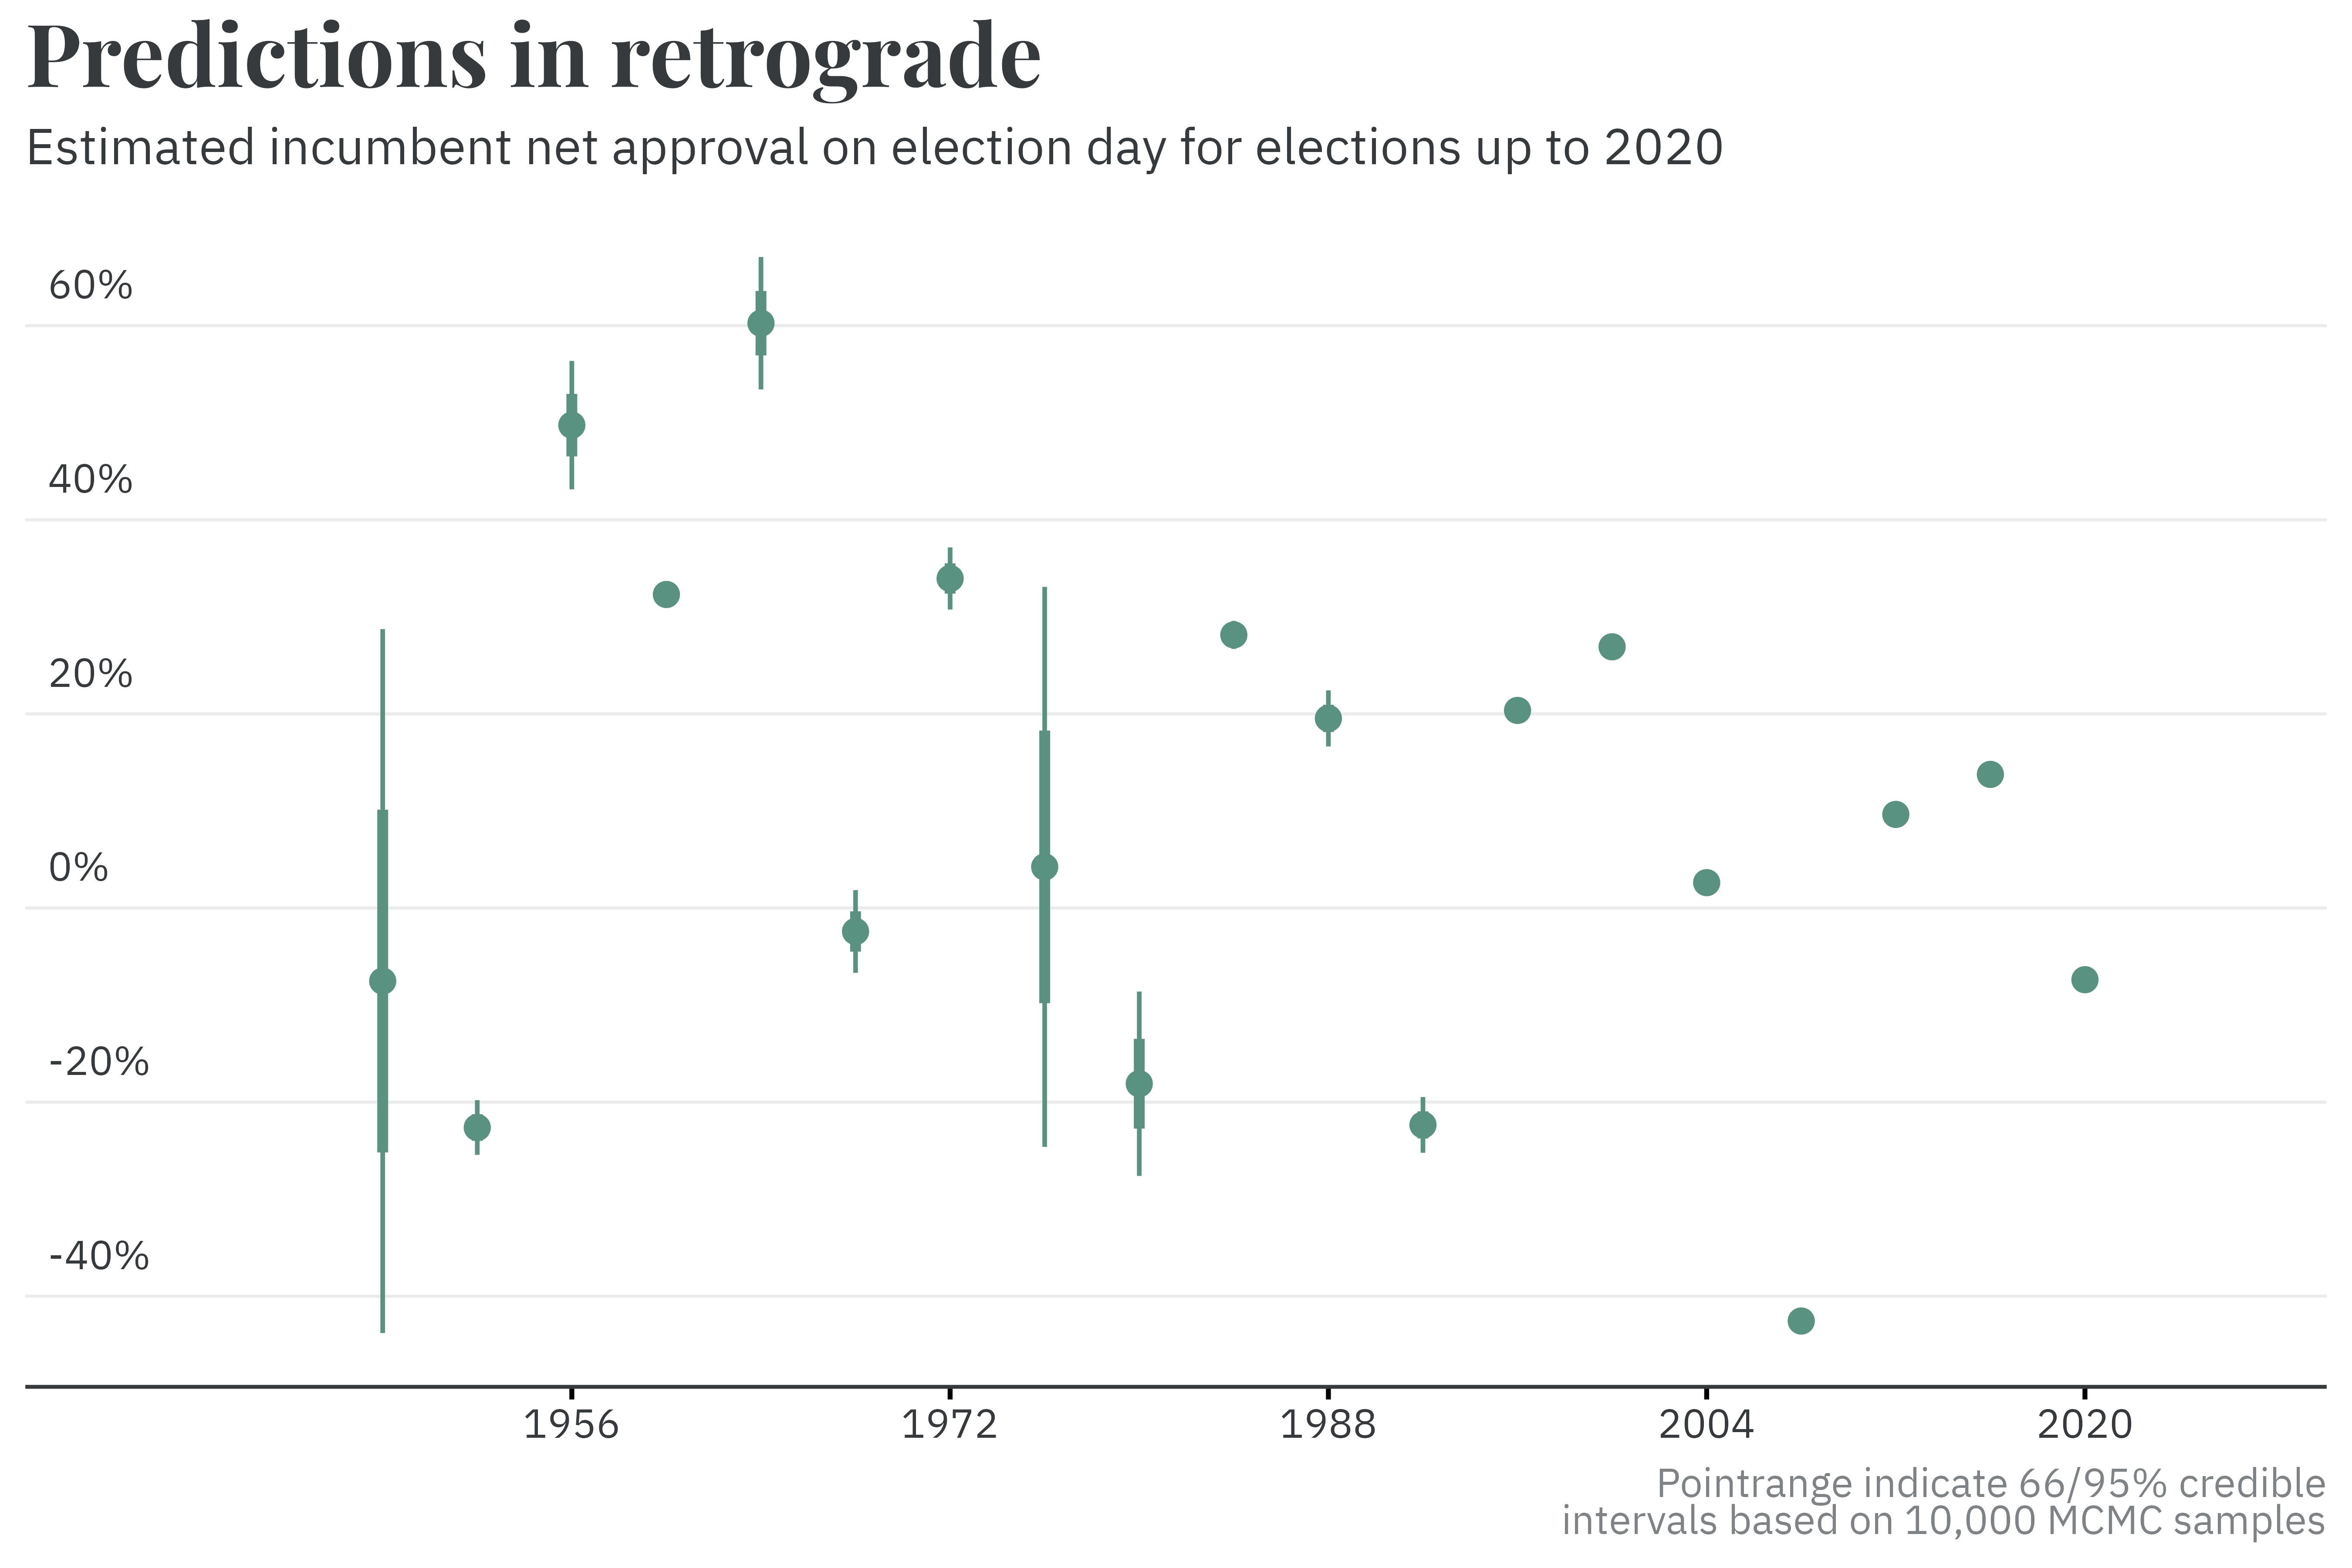 Predictions in retrograde
Estimated incumbent net approval on election day for elections up to 2020
60%
40%
20%
0%
-20%
-40%
1956 1972 1988 2004 2020
Pointrange indicate 66/95% credible
intervals based on 10,000 MCMC samples